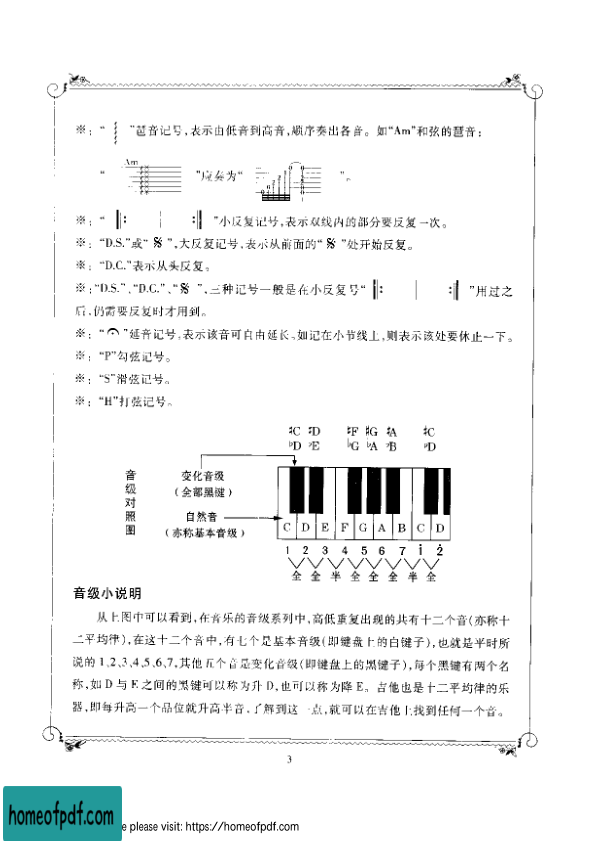 ※：“ ”琶音记号,表示由低音到高音,顺序奏出各音。如“Am”和弦的琶音：
Am
“ ”应奏为“ ”。
※：“ ”小反复记号,表示双线内的部分要反复一次。
※：“D.S.”或“𝄋”,大反复记号,表示从前面的“𝄋”处开始反复。
※：“D.C.”表示从头反复。
※：“D.S.”、“D.C.”、“𝄋”、三种记号一般是在小反复号“ ”用过之
后,仍需要反复时才用到。
※：“𝄐”延音记号,表示该音可自由延长。如记在小节线上,则表示该处要休止一下。
※：“P”勾弦记号。
※：“S”滑弦记号。
※：“H”打弦记号。
♯C ♯D ♯F ♯G ♯A ♯C
♭D ♭E ♭G ♭A ♭B ♭D
音级对照图
变化音级
（全部黑键）
自然音
（亦称基本音级）
C D E F G A B C D
1 2 3 4 5 6 7 i 2̇
全 全 半 全 全 全 半 全
音级小说明
从上图中可以看到,在音乐的音级系列中,高低重复出现的共有十二个音(亦称十
二平均律),在这十二个音中,有七个是基本音级(即键盘上的白键子),也就是平时所
说的1,2,3,4,5,6,7,其他五个音是变化音级(即键盘上的黑键子),每个黑键有两个名
称,如D与E之间的黑键可以称为升D,也可以称为降E。吉他也是十二平均律的乐
器,即每升高一个品位就升高半音,了解到这一点,就可以在吉他上找到任何一个音。
3
homeofpdf.com
e please visit: https://homeofpdf.com